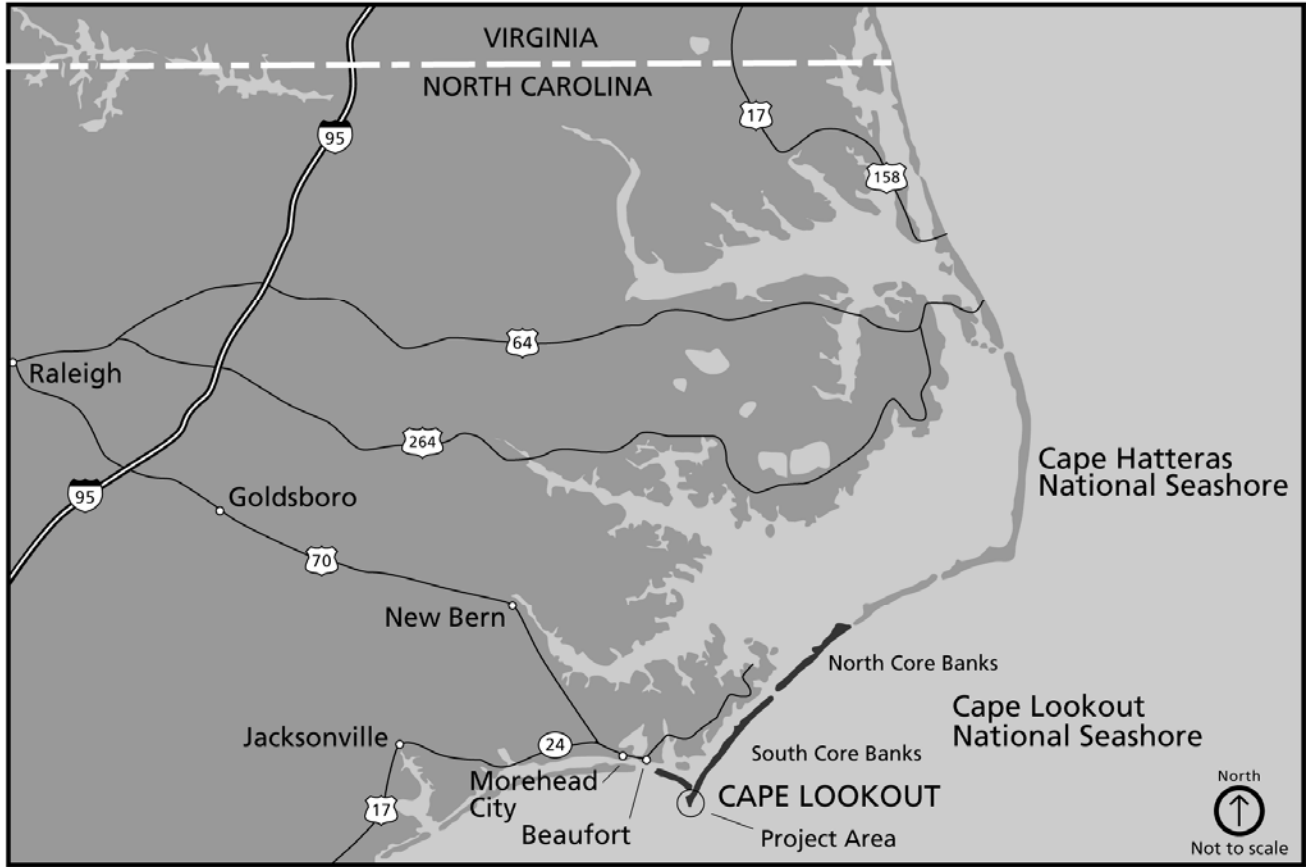 VIRGINIA
NORTH CAROLINA
95
17
158
64
Raleigh
264
Cape Hatteras
National Seashore
95
Goldsboro
70
New Bern
North Core Banks
Cape Lookout
National Seashore
Jacksonville
24
South Core Banks
Morehead
City
CAPE LOOKOUT
17
Beaufort
Project Area
North
Not to scale